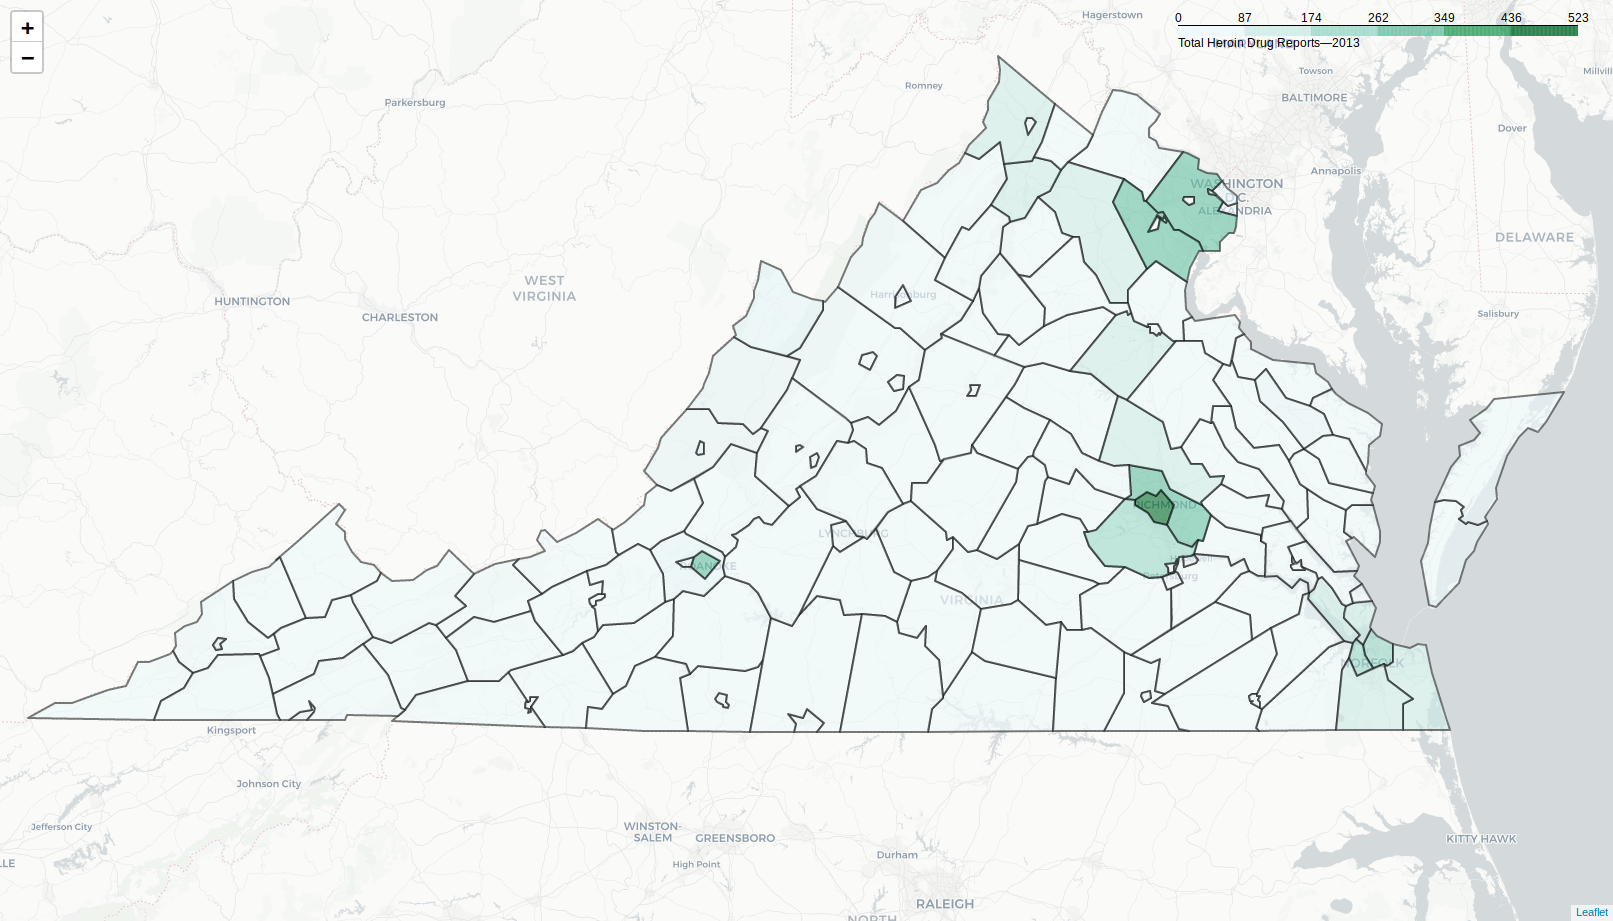 +
−
0 87 174 262 349 436 523
Total Heroin Drug Reports—2013
Hagerstown
Romney
Towson
Millvill
Parkersburg
BALTIMORE
Dover
Annapolis
WASHINGTON
D.C.
ALEXANDRIA
DELAWARE
WEST
VIRGINIA
Harrisonburg
HUNTINGTON
CHARLESTON
Salisbury
RICHMOND
LYNCHBURG
ROANOKE
Petersburg
VIRGINIA
NORFOLK
Kingsport
Johnson City
Jefferson City
WINSTON-
SALEM
GREENSBORO
KITTY HAWK
Durham
LLE
High Point
RALEIGH
NORTH
Leaflet